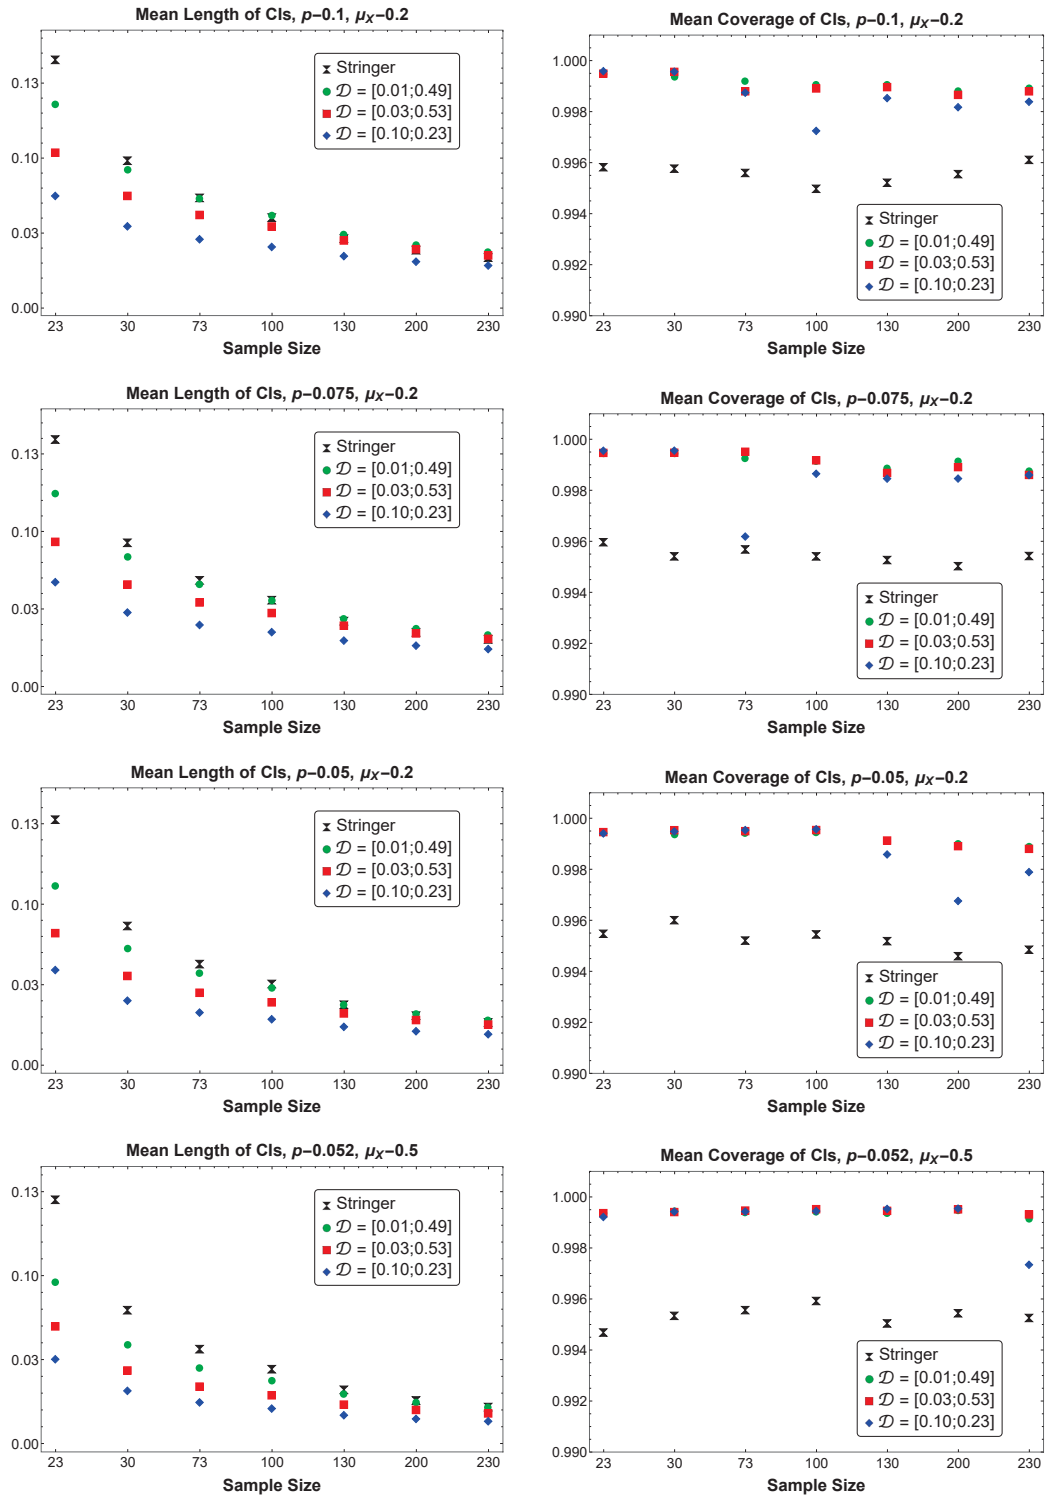 Mean Length of CIs, p−0.1, μX−0.2
0.13
0.10
0.03
0.00
Stringer
𝒟 = [0.01;0.49]
𝒟 = [0.03;0.53]
𝒟 = [0.10;0.23]
23 30 73 100 130 200 230
Sample Size
Mean Coverage of CIs, p−0.1, μX−0.2
1.000
0.998
0.996
0.994
0.992
0.990
Stringer
𝒟 = [0.01;0.49]
𝒟 = [0.03;0.53]
𝒟 = [0.10;0.23]
23 30 73 100 130 200 230
Sample Size
Mean Length of CIs, p−0.075, μX−0.2
0.13
0.10
0.03
0.00
Stringer
𝒟 = [0.01;0.49]
𝒟 = [0.03;0.53]
𝒟 = [0.10;0.23]
23 30 73 100 130 200 230
Sample Size
Mean Coverage of CIs, p−0.075, μX−0.2
1.000
0.998
0.996
0.994
0.992
0.990
Stringer
𝒟 = [0.01;0.49]
𝒟 = [0.03;0.53]
𝒟 = [0.10;0.23]
23 30 73 100 130 200 230
Sample Size
Mean Length of CIs, p−0.05, μX−0.2
0.13
0.10
0.03
0.00
Stringer
𝒟 = [0.01;0.49]
𝒟 = [0.03;0.53]
𝒟 = [0.10;0.23]
23 30 73 100 130 200 230
Sample Size
Mean Coverage of CIs, p−0.05, μX−0.2
1.000
0.998
0.996
0.994
0.992
0.990
Stringer
𝒟 = [0.01;0.49]
𝒟 = [0.03;0.53]
𝒟 = [0.10;0.23]
23 30 73 100 130 200 230
Sample Size
Mean Length of CIs, p−0.052, μX−0.5
0.13
0.10
0.03
0.00
Stringer
𝒟 = [0.01;0.49]
𝒟 = [0.03;0.53]
𝒟 = [0.10;0.23]
23 30 73 100 130 200 230
Sample Size
Mean Coverage of CIs, p−0.052, μX−0.5
1.000
0.998
0.996
0.994
0.992
0.990
Stringer
𝒟 = [0.01;0.49]
𝒟 = [0.03;0.53]
𝒟 = [0.10;0.23]
23 30 73 100 130 200 230
Sample Size